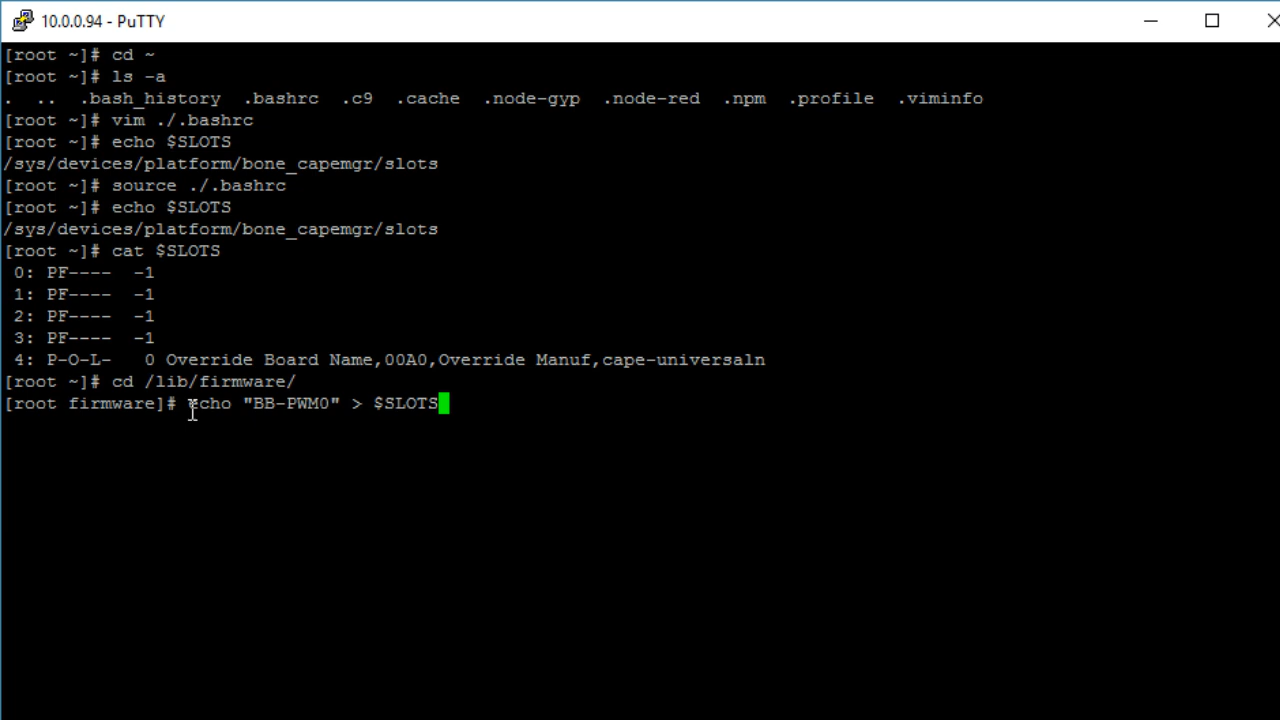 10.0.0.94 - PuTTY
[root ~]# cd ~
[root ~]# ls -a
.  ..  .bash_history  .bashrc  .c9  .cache  .node-gyp  .node-red  .npm  .profile  .viminfo
[root ~]# vim ./.bashrc
[root ~]# echo $SLOTS
/sys/devices/platform/bone_capemgr/slots
[root ~]# source ./.bashrc
[root ~]# echo $SLOTS
/sys/devices/platform/bone_capemgr/slots
[root ~]# cat $SLOTS
 0: PF----  -1
 1: PF----  -1
 2: PF----  -1
 3: PF----  -1
 4: P-O-L-   0 Override Board Name,00A0,Override Manuf,cape-universaln
[root ~]# cd /lib/firmware/
[root firmware]# echo "BB-PWM0" > $SLOTS